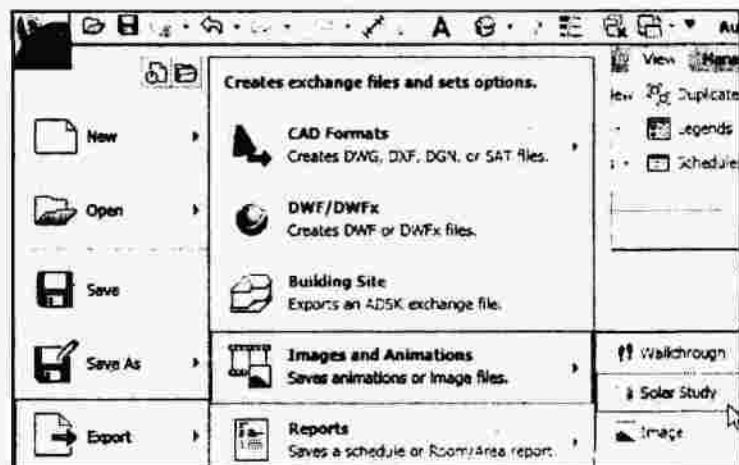 A
Au
Creates exchange files and sets options.
View
New
CAD Formats
Creates DWG, DXF, DGN, or SAT files.
Duplicate
Legends
Schedule
Open
DWF/DWFx
Creates DWF or DWFx files.
Save
Building Site
Exports an ADSK exchange file.
Save As
Images and Animations
Saves animations or image files.
Walkthrough
Solar Study
Image
Export
Reports
Saves a schedule or Room/Area report.